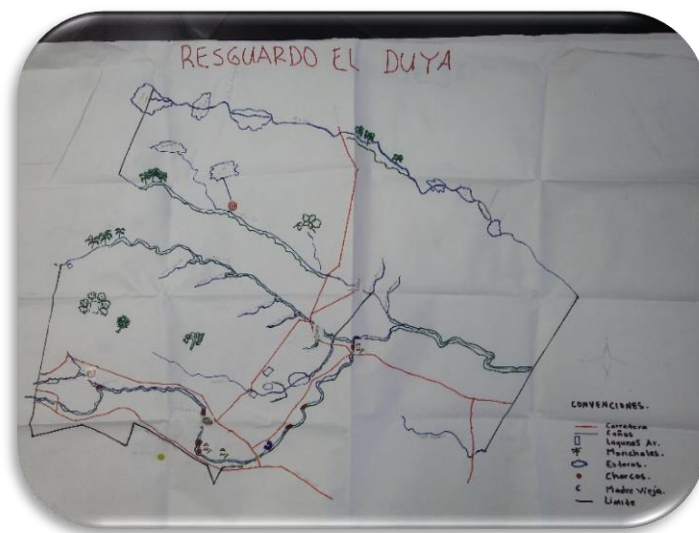 RESGUARDO EL DUYA
CONVENCIONES.
Carretera
Caños
Lagunas Ar.
Morichales.
Esteros.
Charcos.
Madre Vieja.
Limite